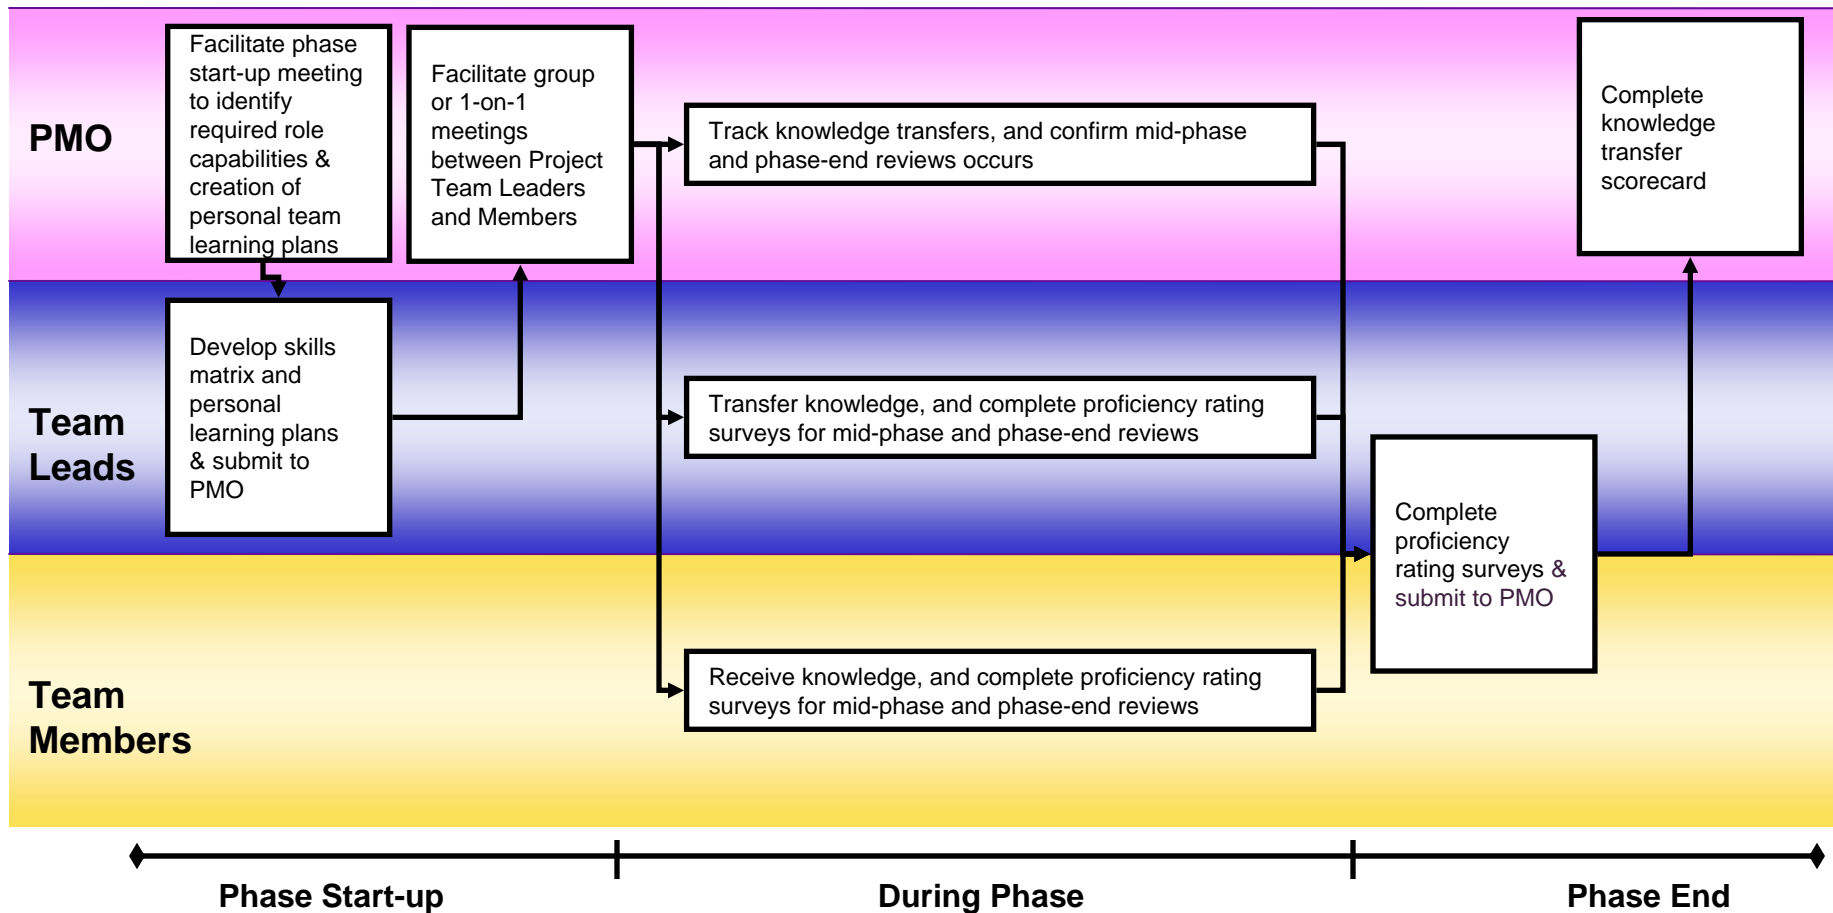 PMO
Facilitate phase
start-up meeting
to identify
required role
capabilities &
creation of
personal team
learning plans
Facilitate group
or 1-on-1
meetings
between Project
Team Leaders
and Members
Track knowledge transfers, and confirm mid-phase
and phase-end reviews occurs
Complete
knowledge
transfer
scorecard
Team
Leads
Develop skills
matrix and
personal
learning plans
& submit to
PMO
Transfer knowledge, and complete proficiency rating
surveys for mid-phase and phase-end reviews
Complete
proficiency
rating surveys &
submit to PMO
Team
Members
Receive knowledge, and complete proficiency rating
surveys for mid-phase and phase-end reviews
Phase Start-up
During Phase
Phase End